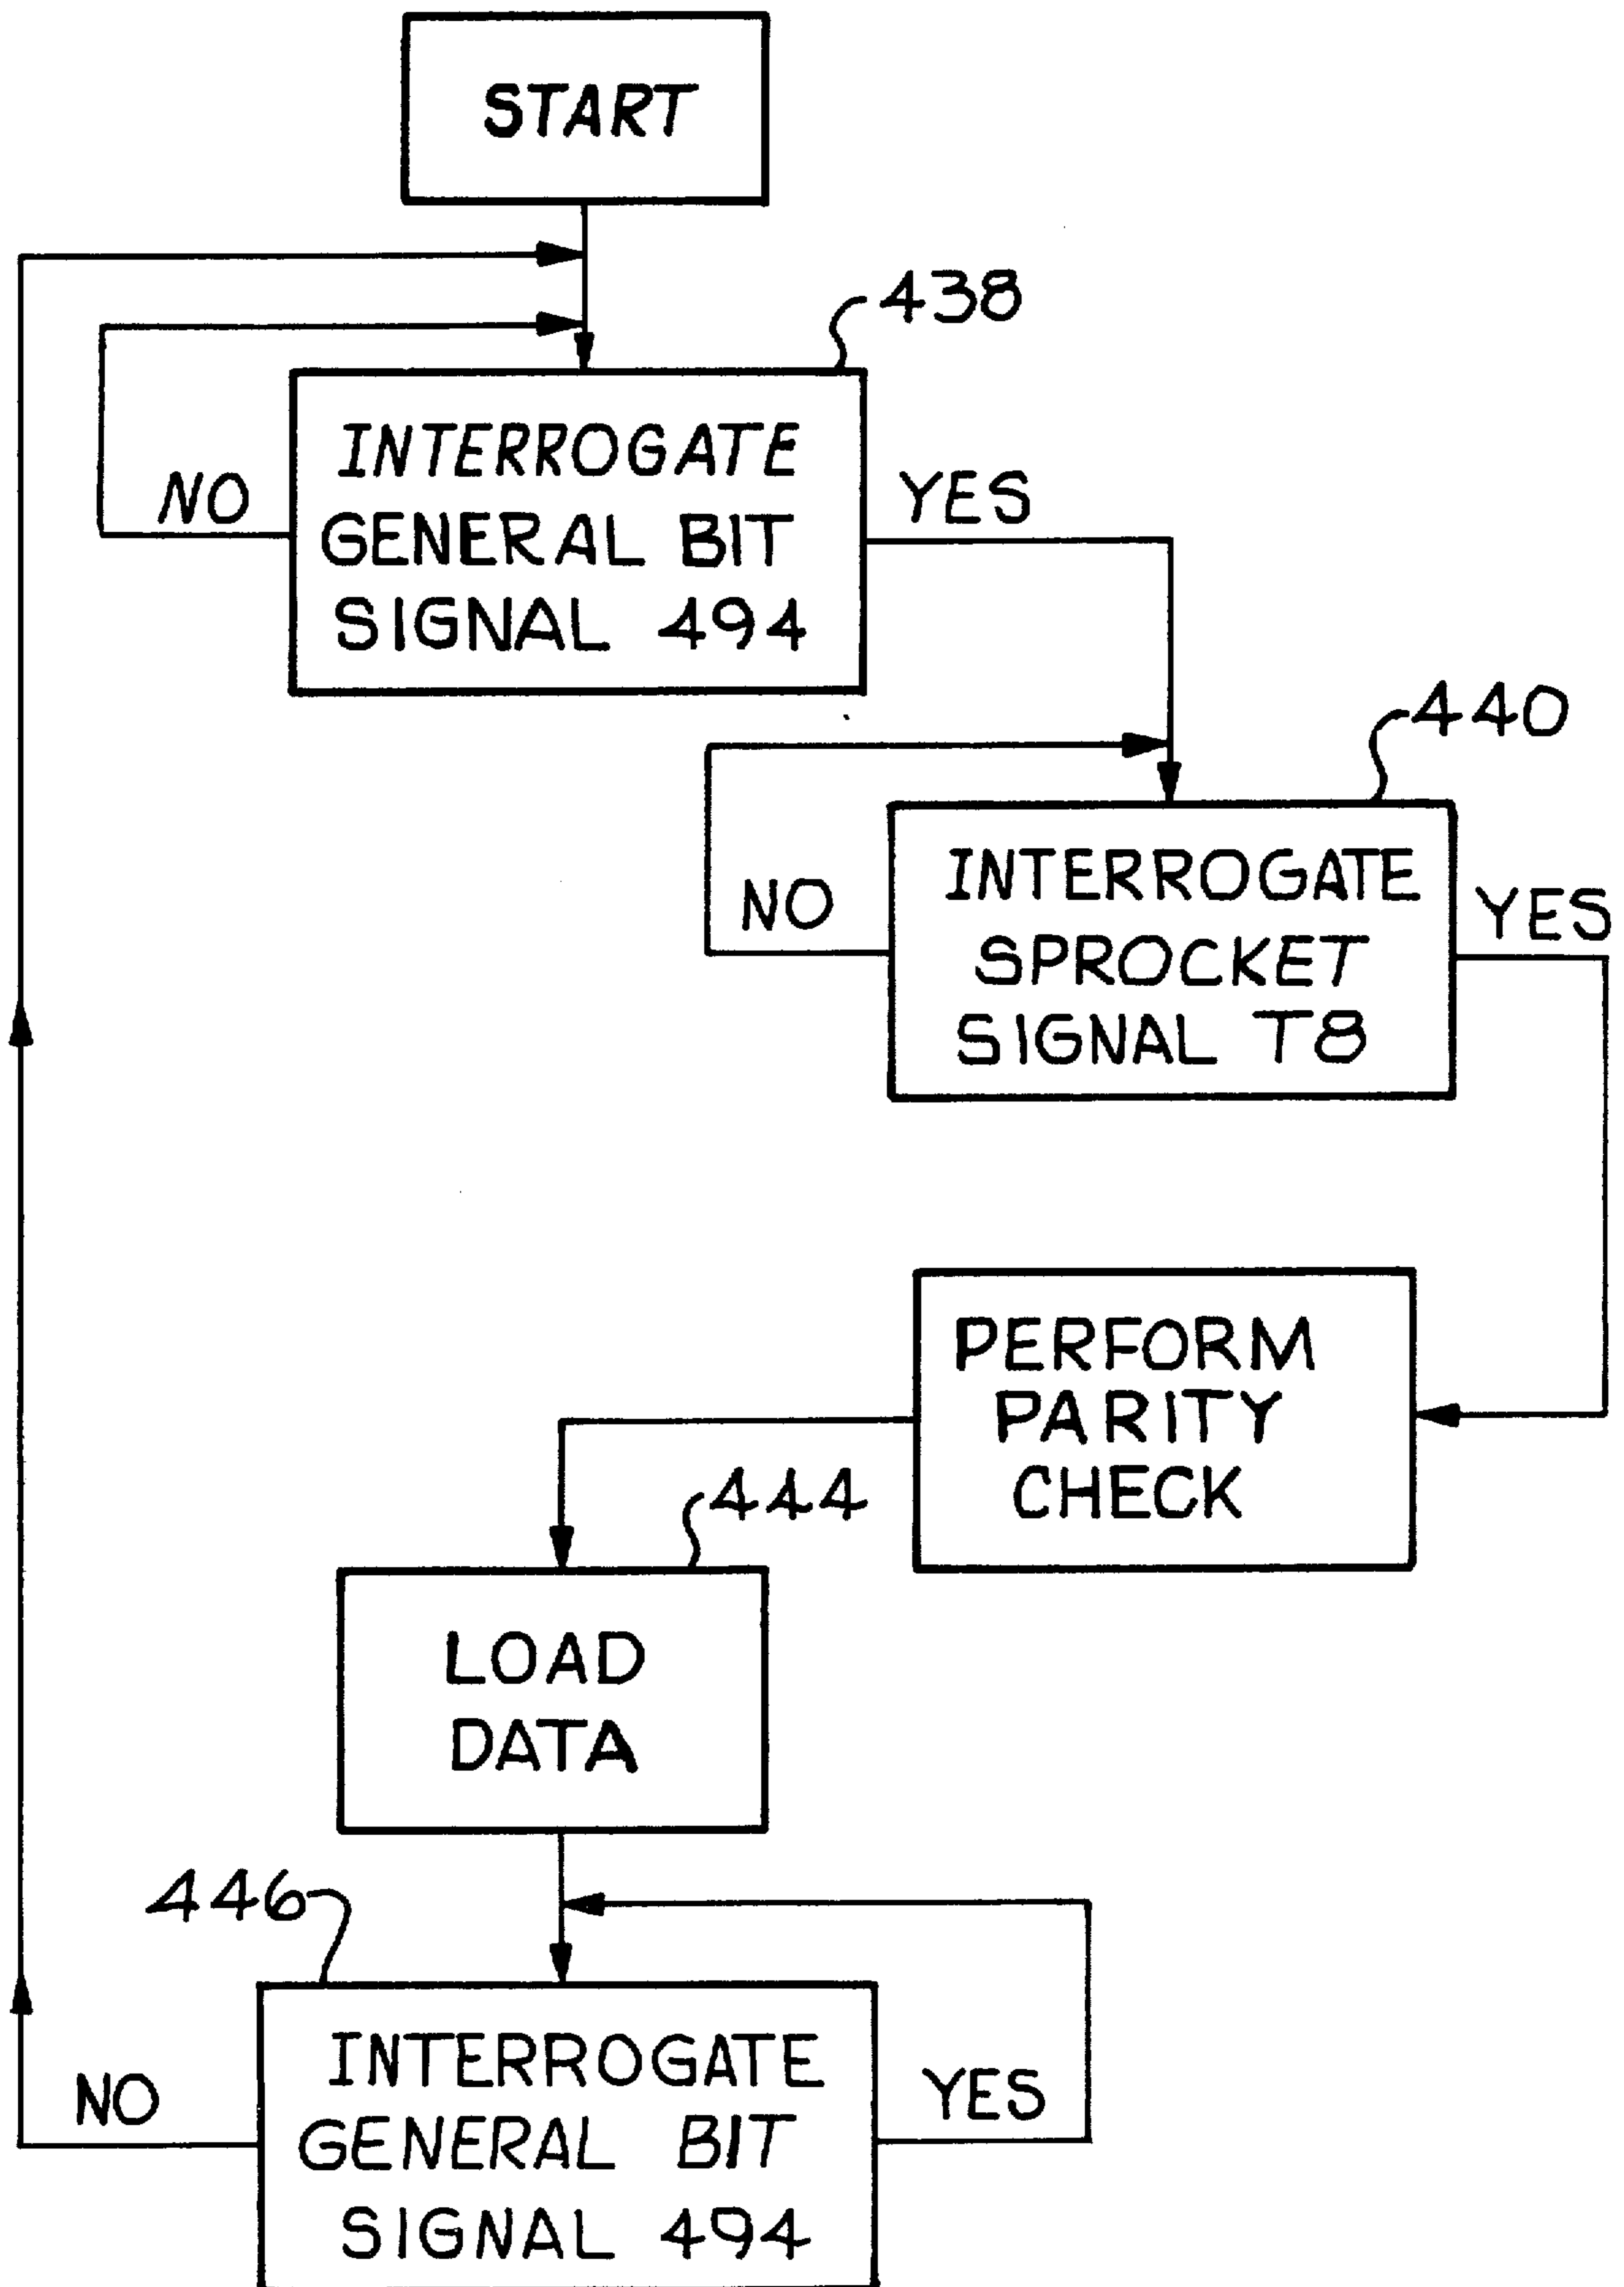 START
438
INTERROGATE
GENERAL BIT
SIGNAL 494
NO
YES
440
INTERROGATE
SPROCKET
SIGNAL T8
NO
YES
PERFORM
PARITY
CHECK
444
LOAD
DATA
446
INTERROGATE
GENERAL BIT
SIGNAL 494
NO
YES